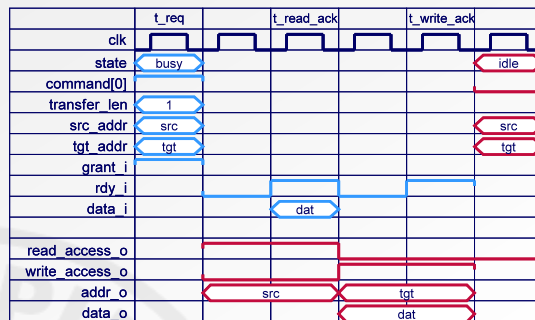 t_req t_read_ack t_write_ack
clk
state busy idle
command[0]
transfer_len 1
src_addr src src
tgt_addr tgt tgt
grant_i
rdy_i
data_i dat
read_access_o
write_access_o
addr_o src tgt
data_o dat